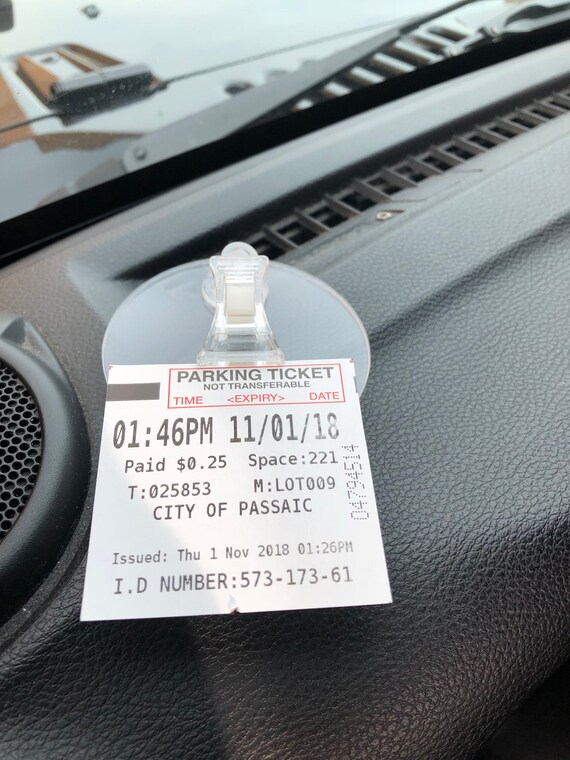 PARKING TICKET
NOT TRANSFERABLE
TIME <EXPIRY> DATE
01:46PM 11/01/18
Paid $0.25 Space:221
T:025853 M:LOT009
CITY OF PASSAIC
04794514
Issued: Thu 1 Nov 2018 01:26PM
I.D NUMBER:573-173-61